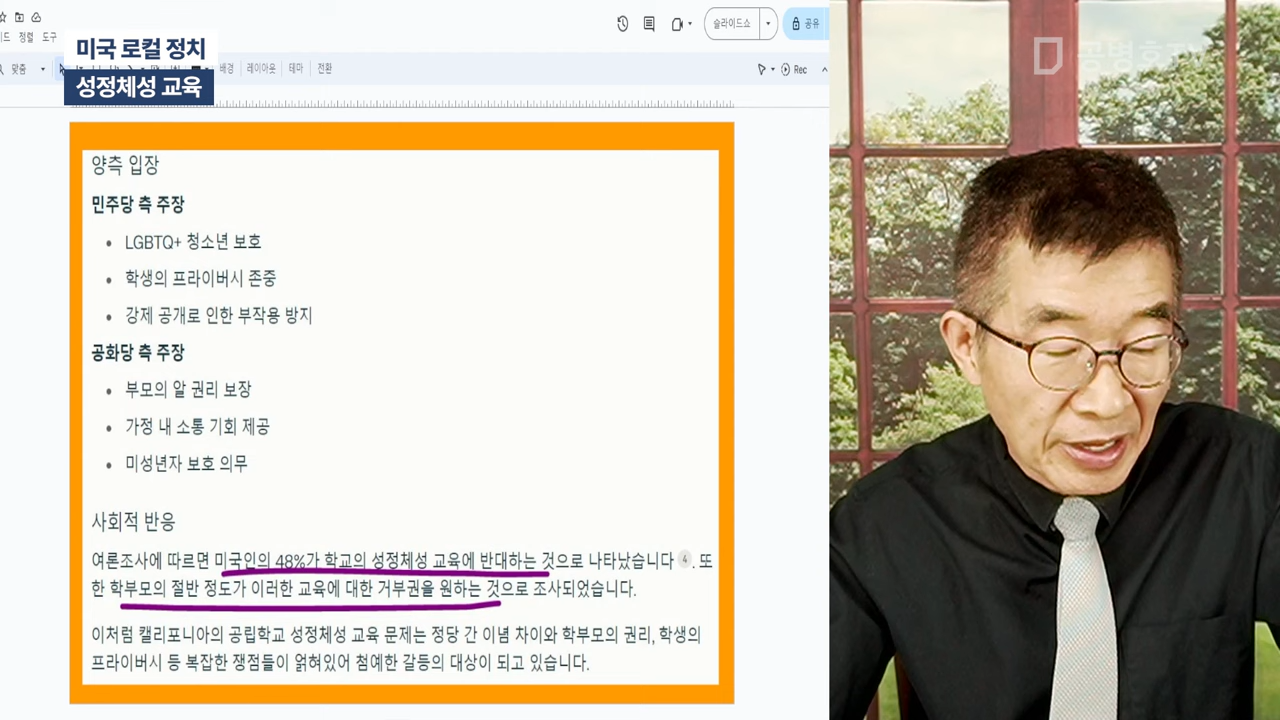 정렬 도구
미국 로컬 정치
성정체성 교육
맞춤
배경 레이아웃 테마 전환
슬라이드쇼
공유
Rec
공병호TV
양측 입장
민주당 측 주장
• LGBTQ+ 청소년 보호
• 학생의 프라이버시 존중
• 강제 공개로 인한 부작용 방지
공화당 측 주장
• 부모의 알 권리 보장
• 가정 내 소통 기회 제공
• 미성년자 보호 의무
사회적 반응
여론조사에 따르면 미국인의 48%가 학교의 성정체성 교육에 반대하는 것으로 나타났습니다 4 . 또
한 학부모의 절반 정도가 이러한 교육에 대한 거부권을 원하는 것으로 조사되었습니다.
이처럼 캘리포니아의 공립학교 성정체성 교육 문제는 정당 간 이념 차이와 학부모의 권리, 학생의
프라이버시 등 복잡한 쟁점들이 얽혀있어 첨예한 갈등의 대상이 되고 있습니다.